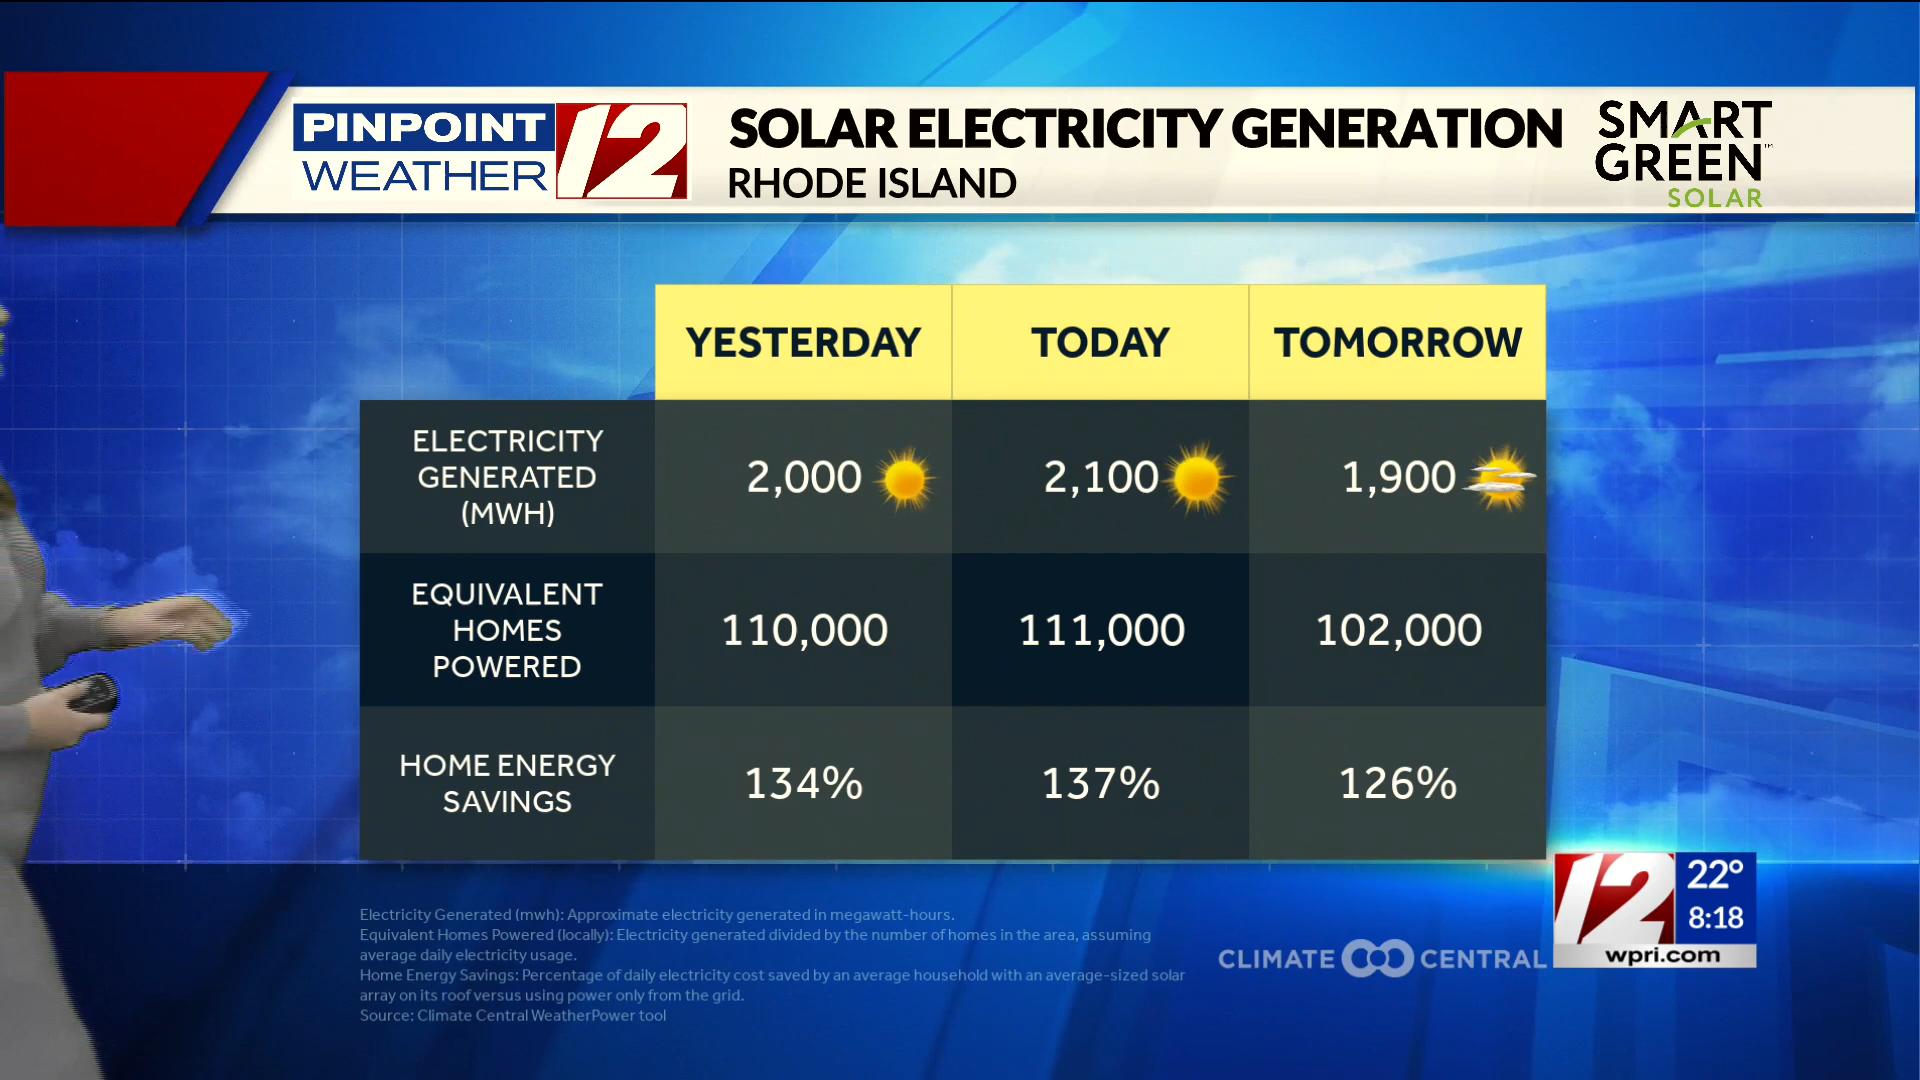 PINPOINT
WEATHER
12
SOLAR ELECTRICITY GENERATION
RHODE ISLAND
SMART
GREEN™
SOLAR
YESTERDAY TODAY TOMORROW
ELECTRICITY
GENERATED
(MWH)
2,000 2,100 1,900
EQUIVALENT
HOMES
POWERED
110,000 111,000 102,000
HOME ENERGY
SAVINGS
134% 137% 126%
Electricity Generated (mwh): Approximate electricity generated in megawatt-hours.
Equivalent Homes Powered (locally): Electricity generated divided by the number of homes in the area, assuming
average daily electricity usage.
Home Energy Savings: Percentage of daily electricity cost saved by an average household with an average-sized solar
array on its roof versus using power only from the grid.
Source: Climate Central WeatherPower tool
CLIMATE CENTRAL
12
22°
8:18
wpri.com